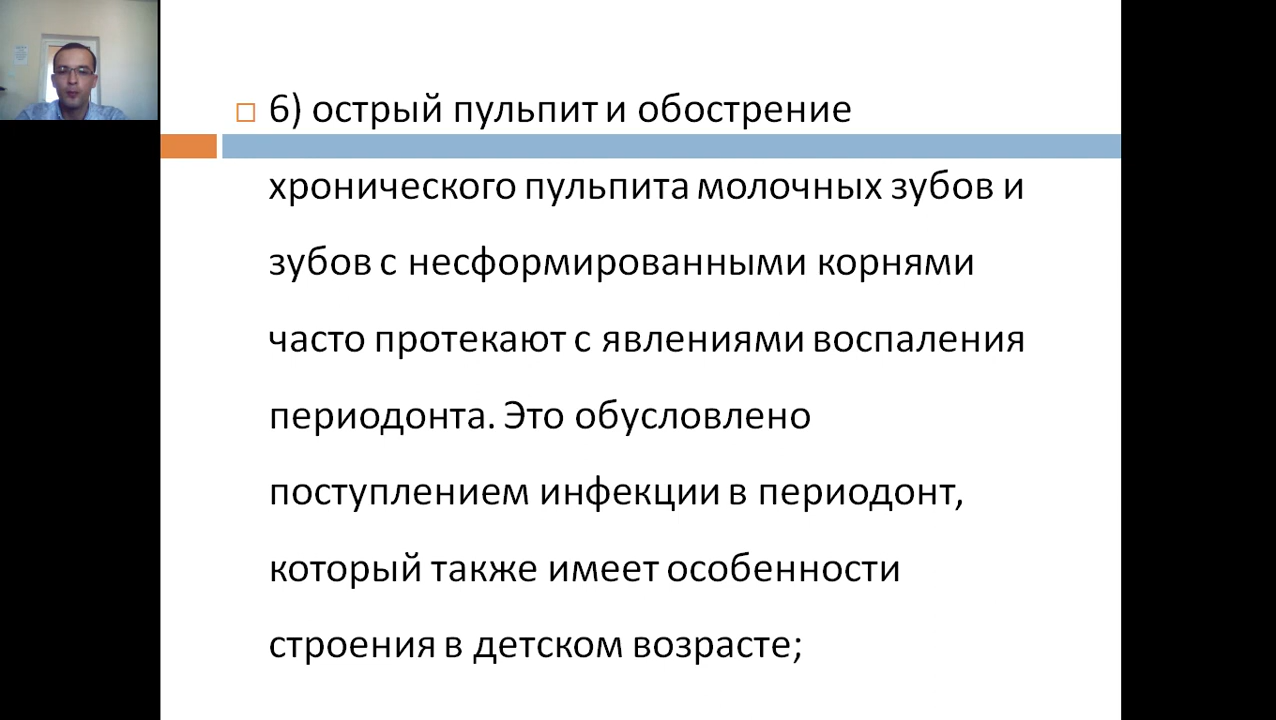 6) острый пульпит и обострение
хронического пульпита молочных зубов и
зубов с несформированными корнями
часто протекают с явлениями воспаления
периодонта. Это обусловлено
поступлением инфекции в периодонт,
который также имеет особенности
строения в детском возрасте;